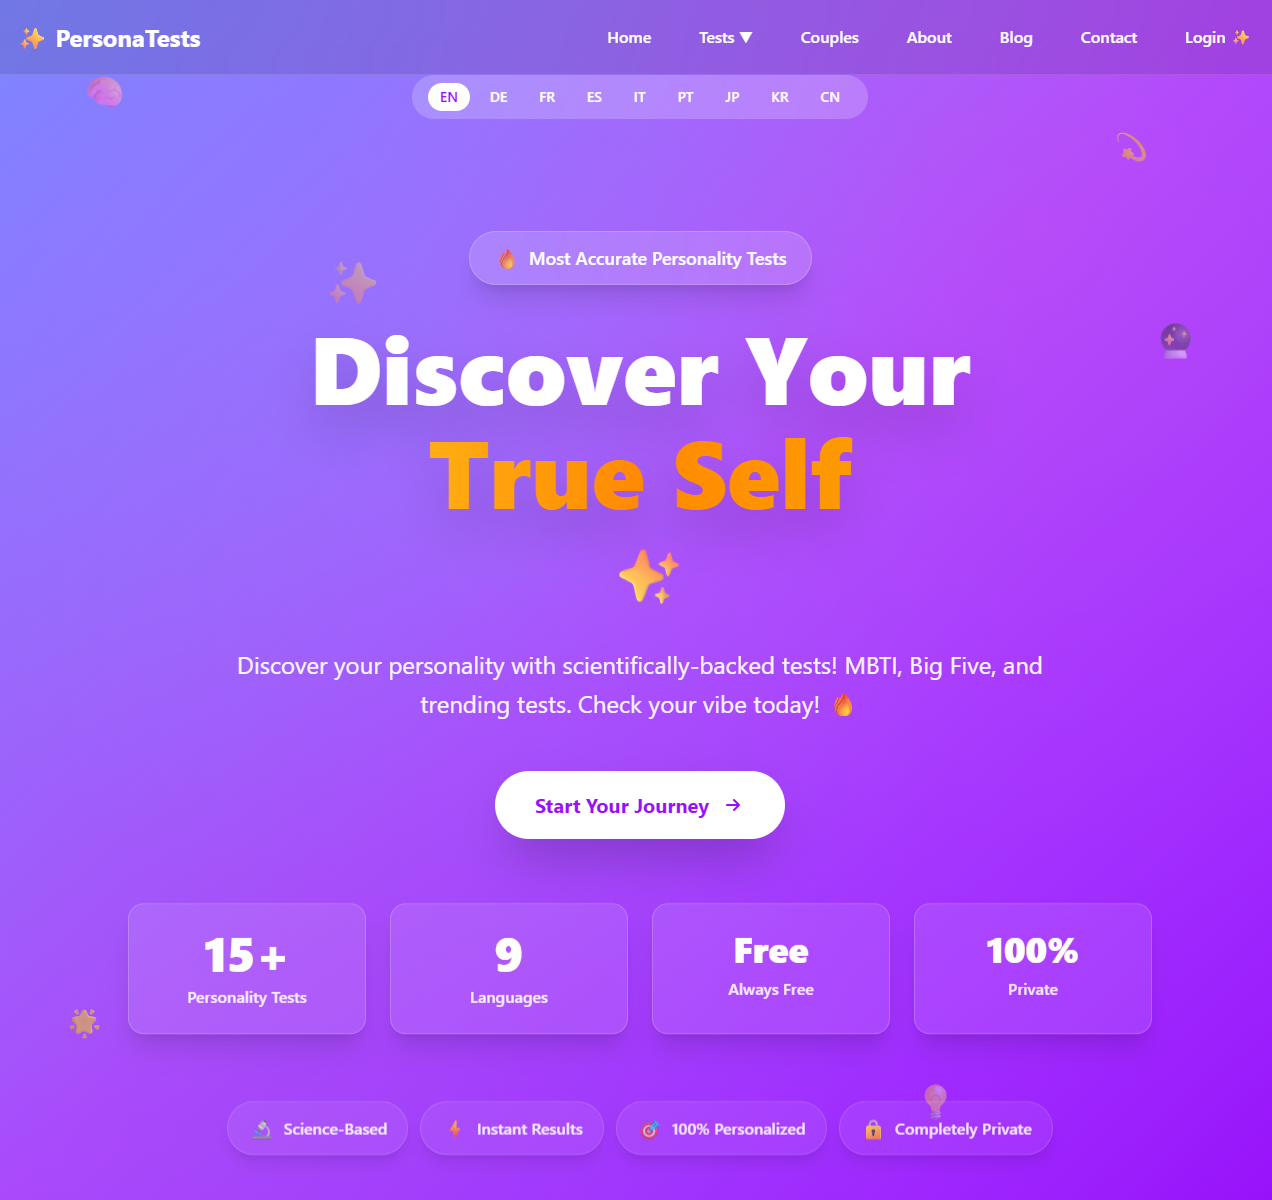 ✨ PersonaTests
Home Tests ▼ Couples About Blog Contact Login ✨
EN DE FR ES IT PT JP KR CN
🔥 Most Accurate Personality Tests
Discover Your
True Self
✨
Discover your personality with scientifically-backed tests! MBTI, Big Five, and
trending tests. Check your vibe today! 🔥
Start Your Journey →
15+
Personality Tests
9
Languages
Free
Always Free
100%
Private
🔬 Science-Based
⚡ Instant Results
🎯 100% Personalized
🔒 Completely Private